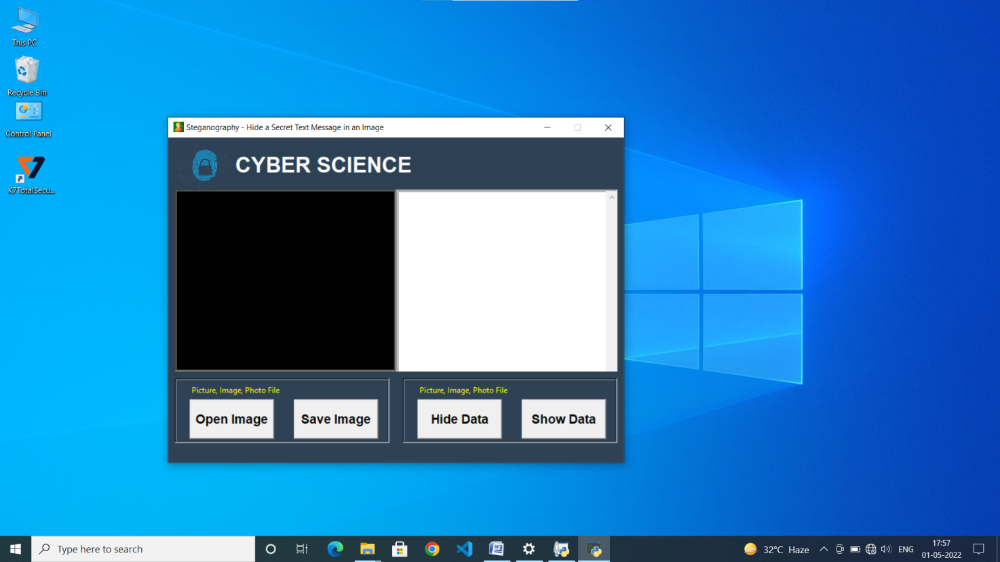 This PC
Recycle Bin
Control Panel
K7TotalSecu...
Steganography - Hide a Secret Text Message in an Image
CYBER SCIENCE
Picture, Image, Photo File
Open Image
Save Image
Picture, Image, Photo File
Hide Data
Show Data
Type here to search
32°C Haze
ENG
17:57
01-05-2022